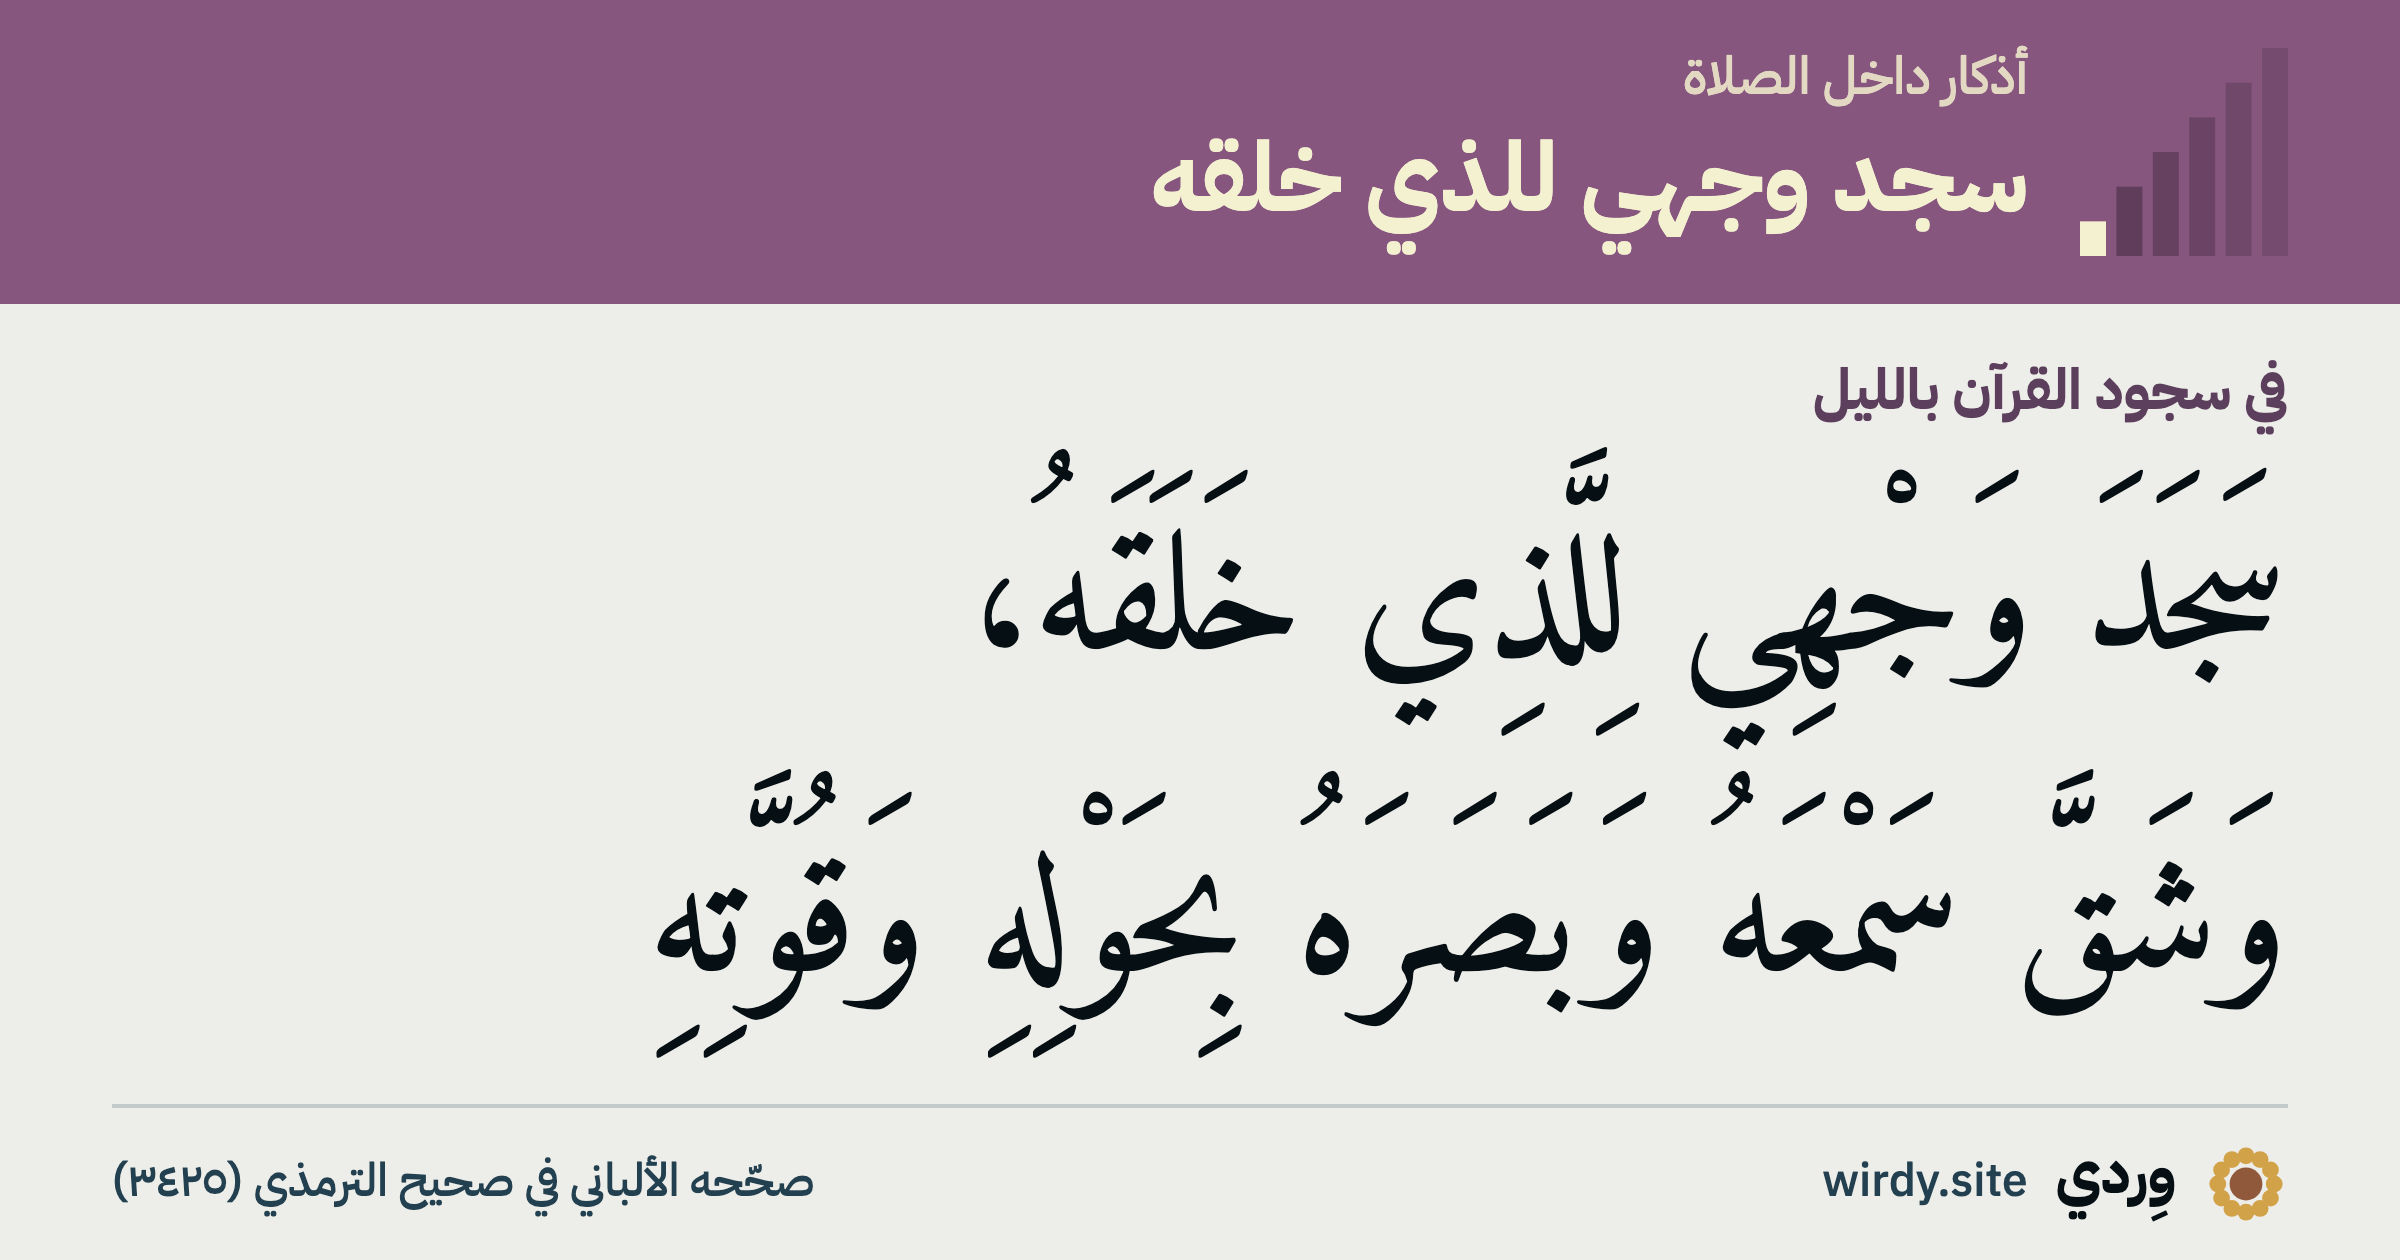 أذكار داخل الصلاة
سجد وجهي للذي خلقه
في سجود القرآن بالليل
سَجَدَ وَجْهِي لِلَّذِي خَلَقَهُ،
وَشَقَّ سَمْعَهُ وَبَصَرَهُ بِحَوْلِهِ وَقُوَّتِهِ
وِردي wirdy.site
صحّحه الألباني في صحيح الترمذي (٣٤٢٥)